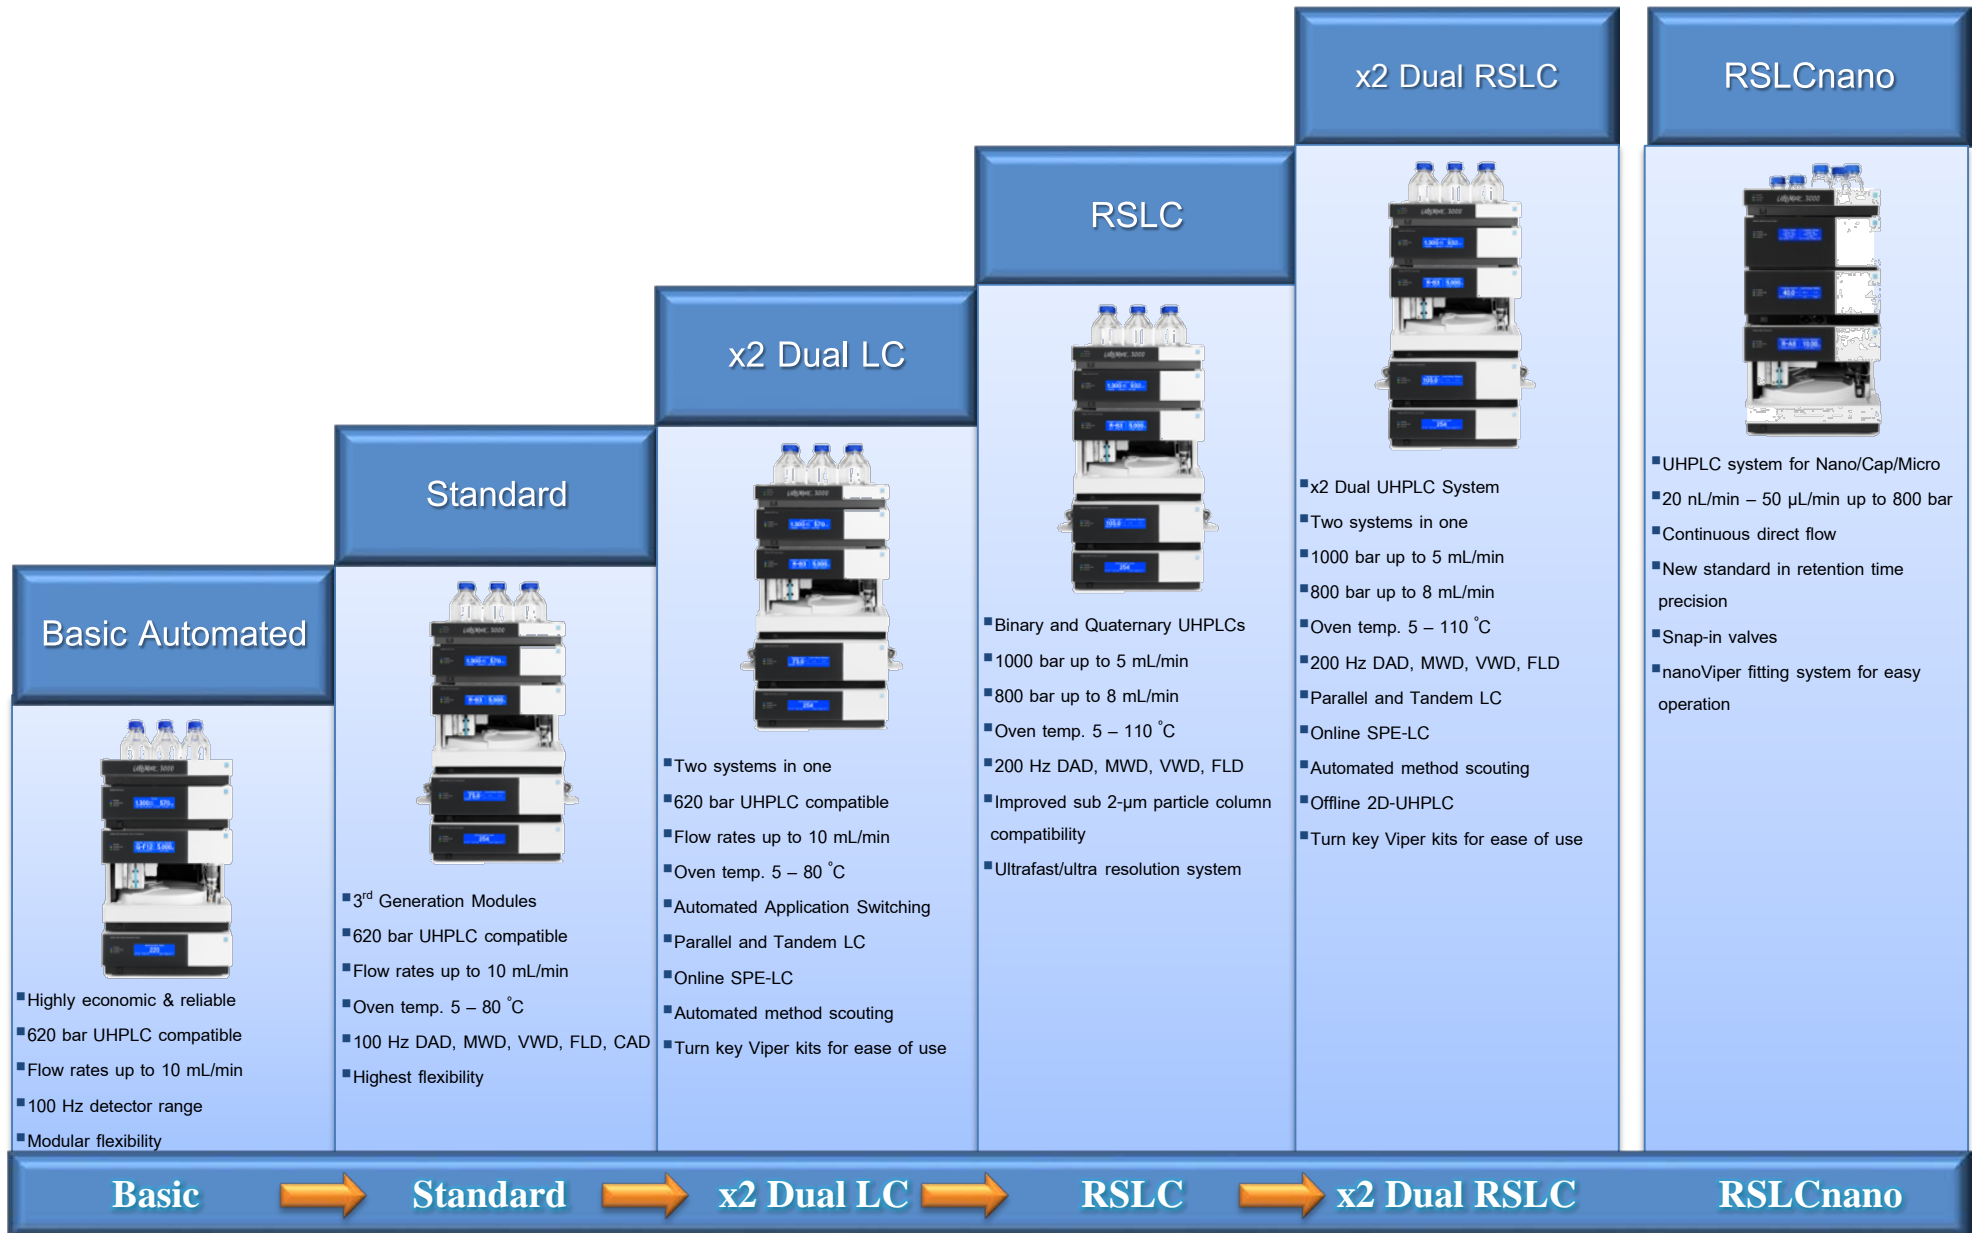 Basic Automated
Highly economic & reliable
620 bar UHPLC compatible
Flow rates up to 10 mL/min
100 Hz detector range
Modular flexibility
Standard
3rd Generation Modules
620 bar UHPLC compatible
Flow rates up to 10 mL/min
Oven temp. 5 – 80 °C
100 Hz DAD, MWD, VWD, FLD, CAD
Highest flexibility
x2 Dual LC
Two systems in one
620 bar UHPLC compatible
Flow rates up to 10 mL/min
Oven temp. 5 – 80 °C
Automated Application Switching
Parallel and Tandem LC
Online SPE-LC
Automated method scouting
Turn key Viper kits for ease of use
RSLC
Binary and Quaternary UHPLCs
1000 bar up to 5 mL/min
800 bar up to 8 mL/min
Oven temp. 5 – 110 °C
200 Hz DAD, MWD, VWD, FLD
Improved sub 2-µm particle column
compatibility
Ultrafast/ultra resolution system
x2 Dual RSLC
x2 Dual UHPLC System
Two systems in one
1000 bar up to 5 mL/min
800 bar up to 8 mL/min
Oven temp. 5 – 110 °C
200 Hz DAD, MWD, VWD, FLD
Parallel and Tandem LC
Online SPE-LC
Automated method scouting
Offline 2D-UHPLC
Turn key Viper kits for ease of use
RSLCnano
UHPLC system for Nano/Cap/Micro
20 nL/min – 50 µL/min up to 800 bar
Continuous direct flow
New standard in retention time
precision
Snap-in valves
nanoViper fitting system for easy
operation
Basic
Standard
x2 Dual LC
RSLC
x2 Dual RSLC
RSLCnano